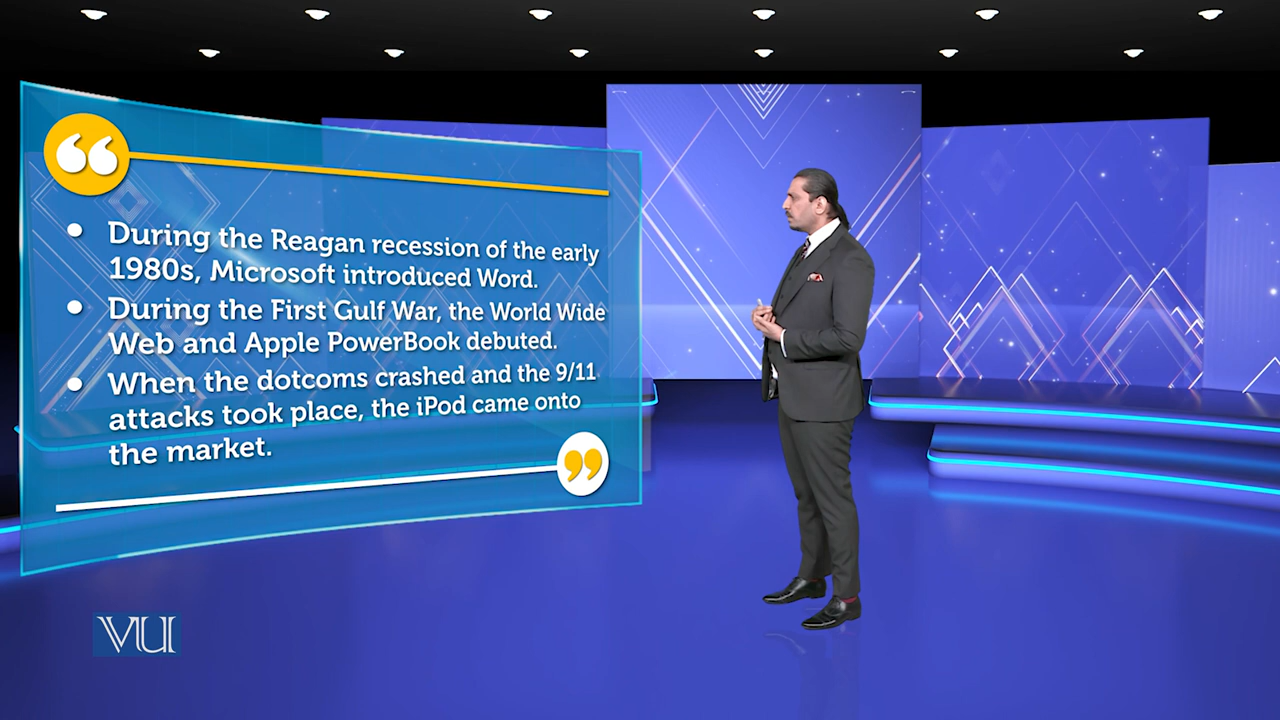 During the Reagan recession of the early
1980s, Microsoft introduced Word.
During the First Gulf War, the World Wide
Web and Apple PowerBook debuted.
When the dotcoms crashed and the 9/11
attacks took place, the iPod came onto
the market.
VU